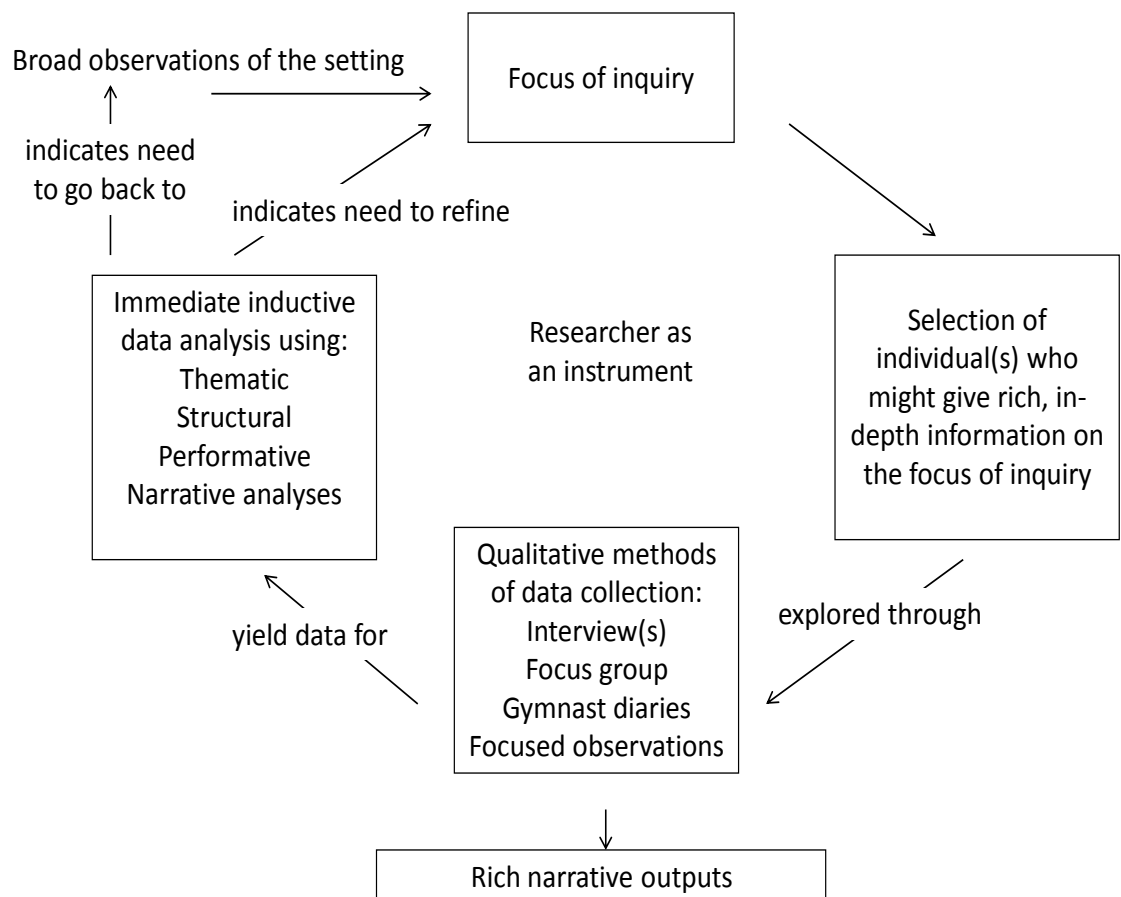 Broad observations of the setting
Focus of inquiry
indicates need
to go back to
indicates need to refine
Immediate inductive
data analysis using:
Thematic
Structural
Performative
Narrative analyses
Researcher as
an instrument
Selection of
individual(s) who
might give rich, in-
depth information on
the focus of inquiry
Qualitative methods
of data collection:
Interview(s)
Focus group
Gymnast diaries
Focused observations
explored through
yield data for
Rich narrative outputs